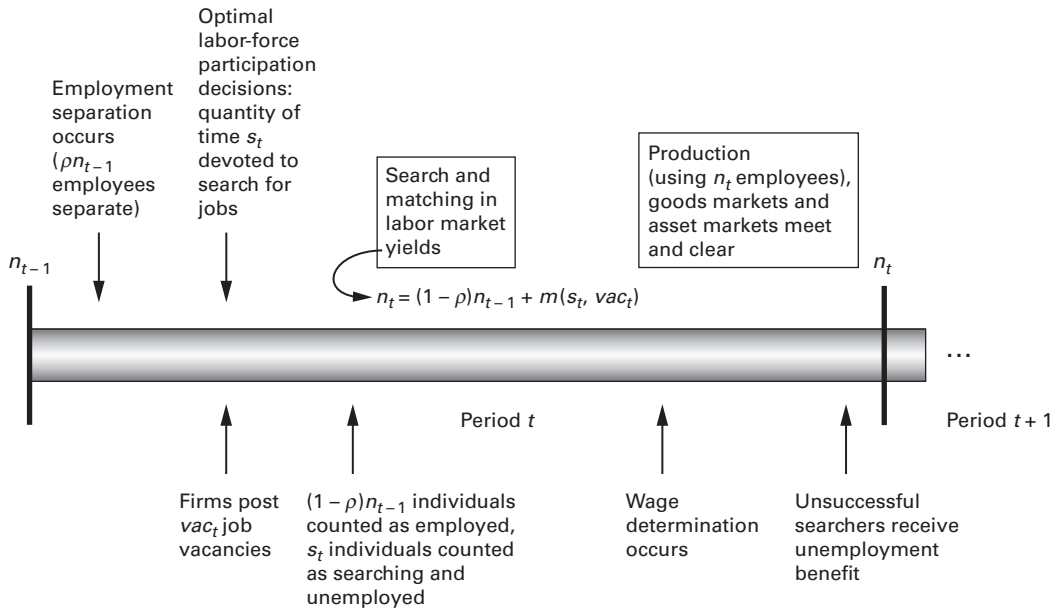 Optimal
labor-force
participation
decisions:
quantity of
time s_t
devoted to
search for
jobs
Employment
separation
occurs
(ρn_{t−1}
employees
separate)
Search and
matching in
labor market
yields
Production
(using n_t employees),
goods markets and
asset markets meet
and clear
n_{t−1}
n_t
n_t = (1 − ρ)n_{t−1} + m(s_t, vac_t)
...
Period t
Period t + 1
Firms post
vac_t job
vacancies
(1 − ρ)n_{t−1} individuals
counted as employed,
s_t individuals counted
as searching and
unemployed
Wage
determination
occurs
Unsuccessful
searchers receive
unemployment
benefit